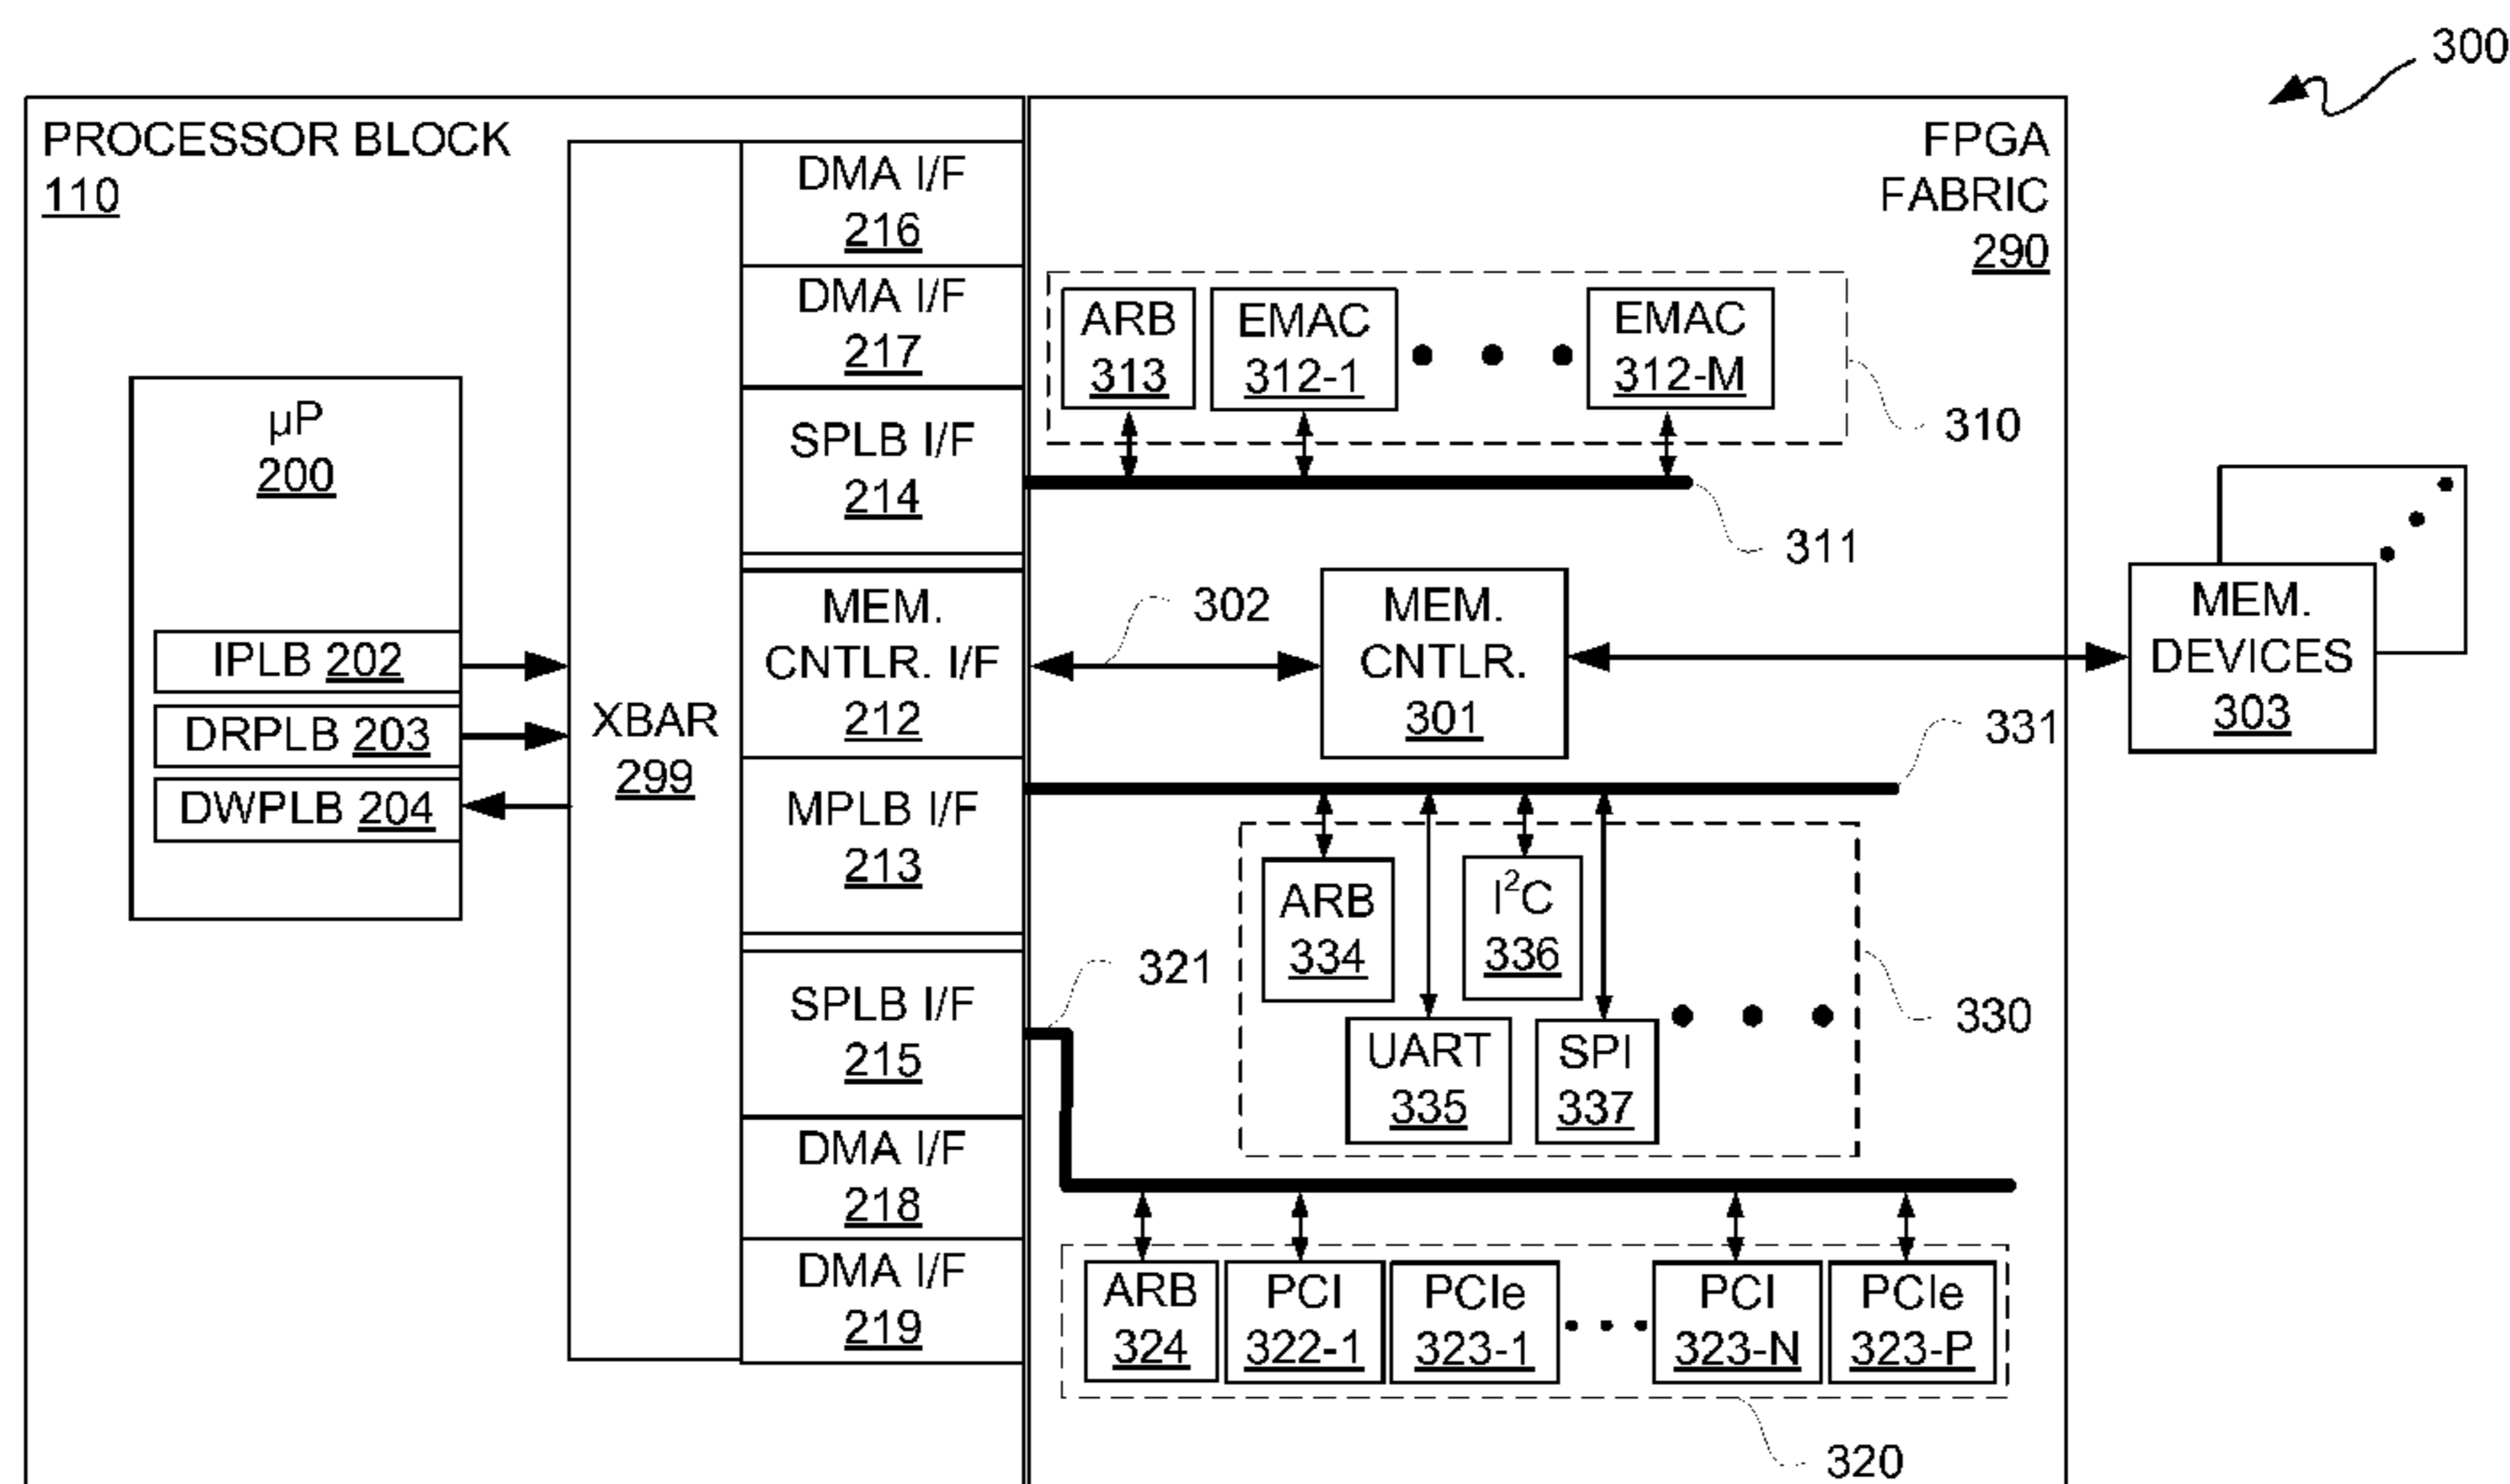 300
PROCESSOR BLOCK
110
μP
200
IPLB 202
DRPLB 203
DWPLB 204
XBAR
299
DMA I/F
216
DMA I/F
217
SPLB I/F
214
MEM.
CNTLR. I/F
212
MPLB I/F
213
SPLB I/F
215
DMA I/F
218
DMA I/F
219
FPGA
FABRIC
290
ARB
313
EMAC
312-1
EMAC
312-M
310
311
302
MEM.
CNTLR.
301
MEM.
DEVICES
303
331
ARB
334
I²C
336
UART
335
SPI
337
330
321
ARB
324
PCI
322-1
PCIe
323-1
PCI
323-N
PCIe
323-P
320